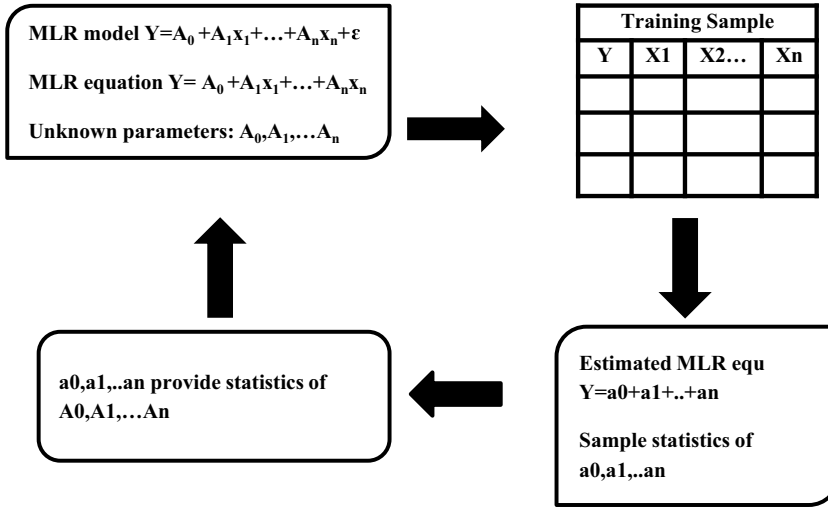 MLR model Y=A₀ +A₁x₁+…+Aₙxₙ+ε
MLR equation Y= A₀ +A₁x₁+…+Aₙxₙ
Unknown parameters: A₀,A₁,…Aₙ
Training Sample
Y X1 X2… Xn
Estimated MLR equ
Y=a0+a1+..+an
Sample statistics of
a0,a1,..an
a0,a1,..an provide statistics of
A0,A1,…An